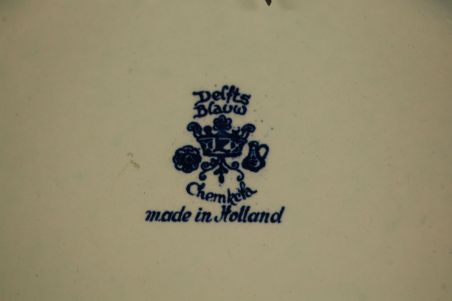 Delfts
Blauw
Chemkefa
made in Holland